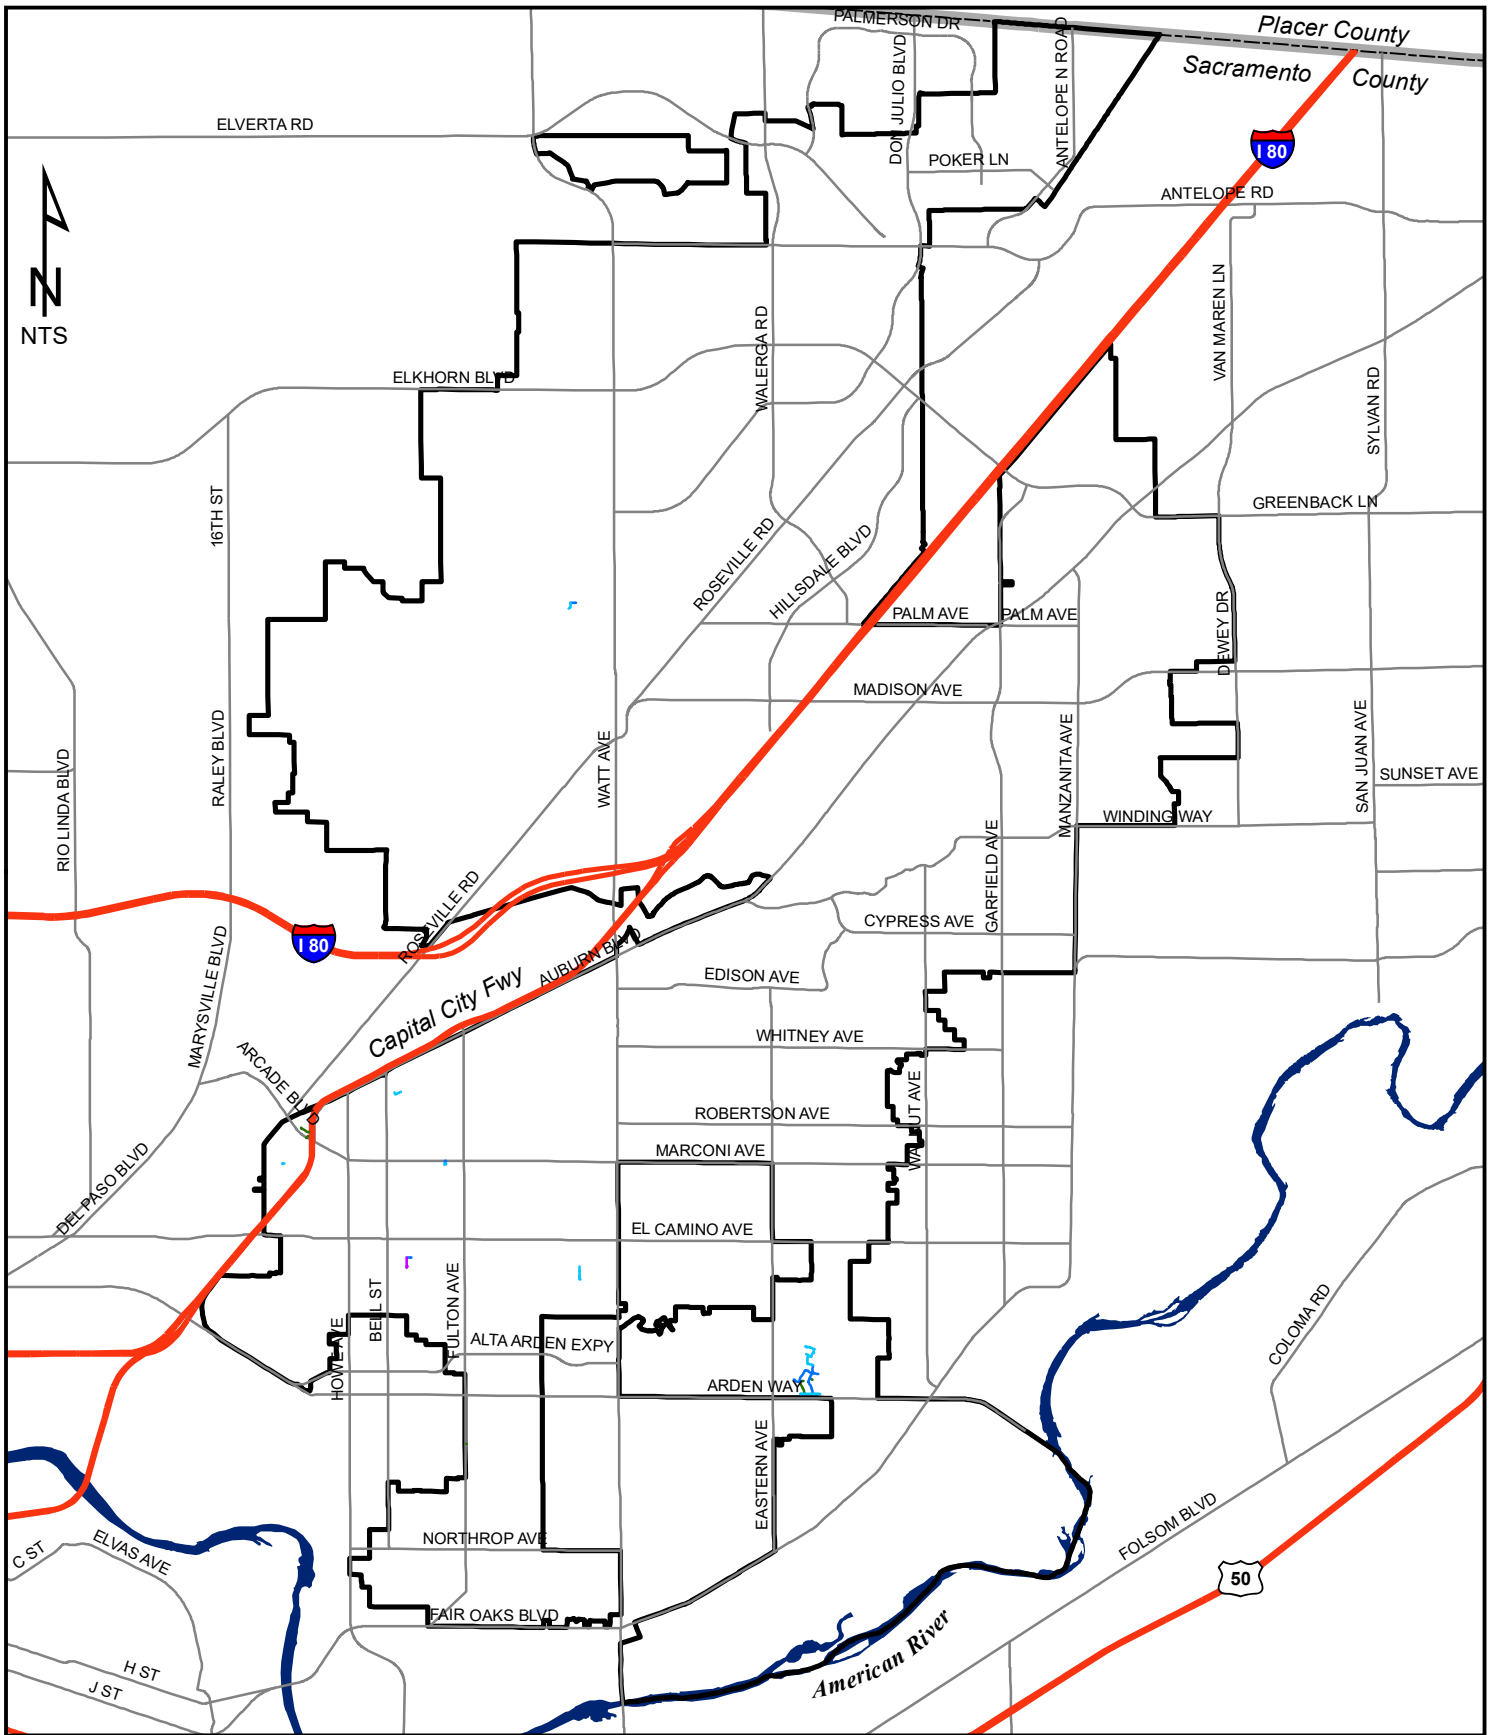 PALMERSON DR
Placer County
Sacramento County
DON JULIO BLVD
ANTELOPE N ROAD
ELVERTA RD
I 80
POKER LN
ANTELOPE RD
N
NTS
VAN MAREN LN
WALERGA RD
SYLVAN RD
ELKHORN BLVD
16TH ST
GREENBACK LN
ROSEVILLE RD
HILLSDALE BLVD
PALM AVE
PALM AVE
DEWEY DR
MADISON AVE
RALEY BLVD
WATT AVE
MANZANITA AVE
SAN JUAN AVE
RIO LINDA BLVD
SUNSET AVE
WINDING WAY
GARFIELD AVE
ROSEVILLE RD
CYPRESS AVE
I 80
MARYSVILLE BLVD
AUBURN BLVD
EDISON AVE
Capital City Fwy
WHITNEY AVE
ARCADE BLVD
WALNUT AVE
ROBERTSON AVE
MARCONI AVE
DEL PASO BLVD
EL CAMINO AVE
BELL ST
FULTON AVE
HOWE AVE
ALTA ARDEN EXPY
COLOMA RD
ARDEN WAY
EASTERN AVE
FOLSOM BLVD
NORTHROP AVE
C ST
ELVAS AVE
50
FAIR OAKS BLVD
American River
H ST
J ST